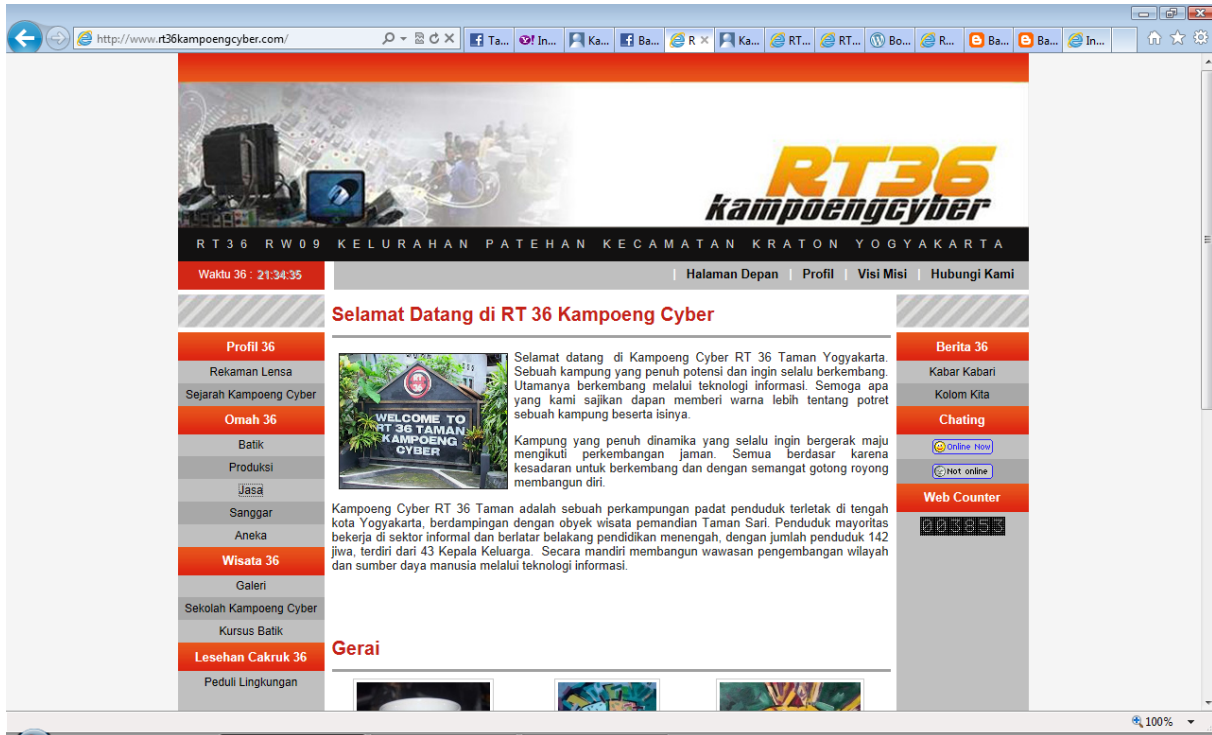 http://www.rt36kampoengcyber.com/
Ta...
In...
Ka...
Ba...
R
Ka...
RT...
RT...
Bo...
R...
Ba...
Ba...
In...
RT36
kampoengcyber
RT36 RW09 KELURAHAN PATEHAN KECAMATAN KRATON YOGYAKARTA
Waktu 36 : 21:34:35
Halaman Depan | Profil | Visi Misi | Hubungi Kami
Profil 36
Rekaman Lensa
Sejarah Kampoeng Cyber
Omah 36
Batik
Produksi
Jasa
Sanggar
Aneka
Wisata 36
Galeri
Sekolah Kampoeng Cyber
Kursus Batik
Lesehan Cakruk 36
Peduli Lingkungan
Selamat Datang di RT 36 Kampoeng Cyber
WELCOME TO
RT 36 TAMAN
KAMPOENG
CYBER
Selamat datang di Kampoeng Cyber RT 36 Taman Yogyakarta.
Sebuah kampung yang penuh potensi dan ingin selalu berkembang.
Utamanya berkembang melalui teknologi informasi. Semoga apa
yang kami sajikan dapan memberi warna lebih tentang potret
sebuah kampung beserta isinya.
Kampung yang penuh dinamika yang selalu ingin bergerak maju
mengikuti perkembangan jaman. Semua berdasar karena
kesadaran untuk berkembang dan dengan semangat gotong royong
membangun diri.
Kampoeng Cyber RT 36 Taman adalah sebuah perkampungan padat penduduk terletak di tengah
kota Yogyakarta, berdampingan dengan obyek wisata pemandian Taman Sari. Penduduk mayoritas
bekerja di sektor informal dan berlatar belakang pendidikan menengah, dengan jumlah penduduk 142
jiwa, terdiri dari 43 Kepala Keluarga. Secara mandiri membangun wawasan pengembangan wilayah
dan sumber daya manusia melalui teknologi informasi.
Gerai
Berita 36
Kabar Kabari
Kolom Kita
Chating
Online Now
Not online
Web Counter
003853
100%